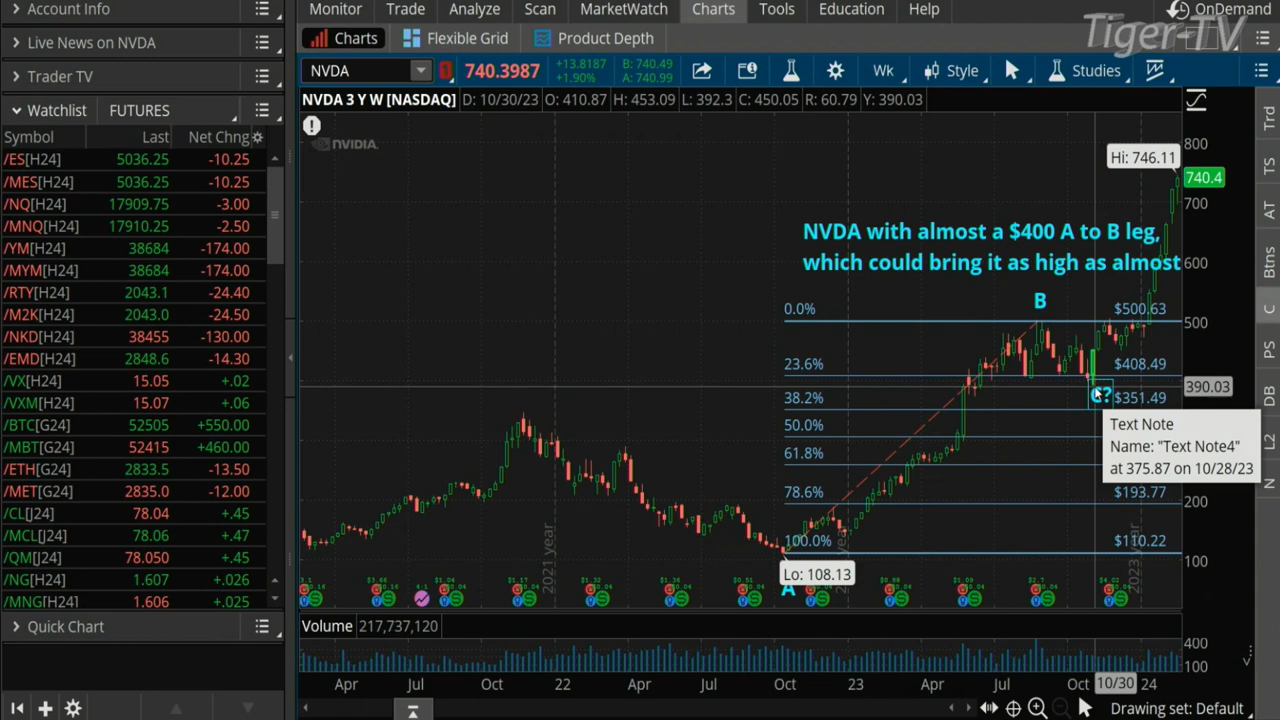 Account Info
Live News on NVDA
Trader TV
Watchlist FUTURES
Symbol Last Net Chng
/ES[H24] 5036.25 -10.25
/MES[H24] 5036.25 -10.25
/NQ[H24] 17909.75 -3.00
/MNQ[H24] 17910.25 -2.50
/YM[H24] 38684 -174.00
/MYM[H24] 38684 -174.00
/RTY[H24] 2043.1 -24.40
/M2K[H24] 2043.0 -24.50
/NKD[H24] 38455 -130.00
/EMD[H24] 2848.6 -14.30
/VX[H24] 15.05 +.02
/VXM[H24] 15.07 +.06
/BTC[G24] 52505 +550.00
/MBT[G24] 52415 +460.00
/ETH[G24] 2833.5 -13.50
/MET[G24] 2835.0 -12.00
/CL[J24] 78.04 +.45
/MCL[J24] 78.06 +.47
/QM[J24] 78.050 +.45
/NG[H24] 1.607 +.026
/MNG[H24] 1.606 +.025
Quick Chart
Monitor Trade Analyze Scan MarketWatch Charts Tools Education Help OnDemand
Tiger-TV
Charts Flexible Grid Product Depth
NVDA 740.3987 +13.8187 B: 740.49
+1.90% A: 740.99
Wk Style Studies
NVDA 3 Y W [NASDAQ] D: 10/30/23 O: 410.87 H: 453.09 L: 392.3 C: 450.05 R: 60.79 Y: 390.03
NVIDIA.
Hi: 746.11
800
740.4
700
NVDA with almost a $400 A to B leg,
which could bring it as high as almost
600
B
0.0% $500.63
500
23.6% $408.49
390.03
38.2% C? $351.49
Text Note
Name: "Text Note4"
at 375.87 on 10/28/23
50.0%
61.8%
78.6% $193.77
200
100.0% $110.22
100
Lo: 108.13
A
2021 year
2023 year
Volume 217,737,120
400
100
Apr Jul Oct 22 Apr Jul Oct 23 Apr Jul Oct 10/30 24
Drawing set: Default
Trd
TS
AT
Btns
C
PS
DB
L2
N